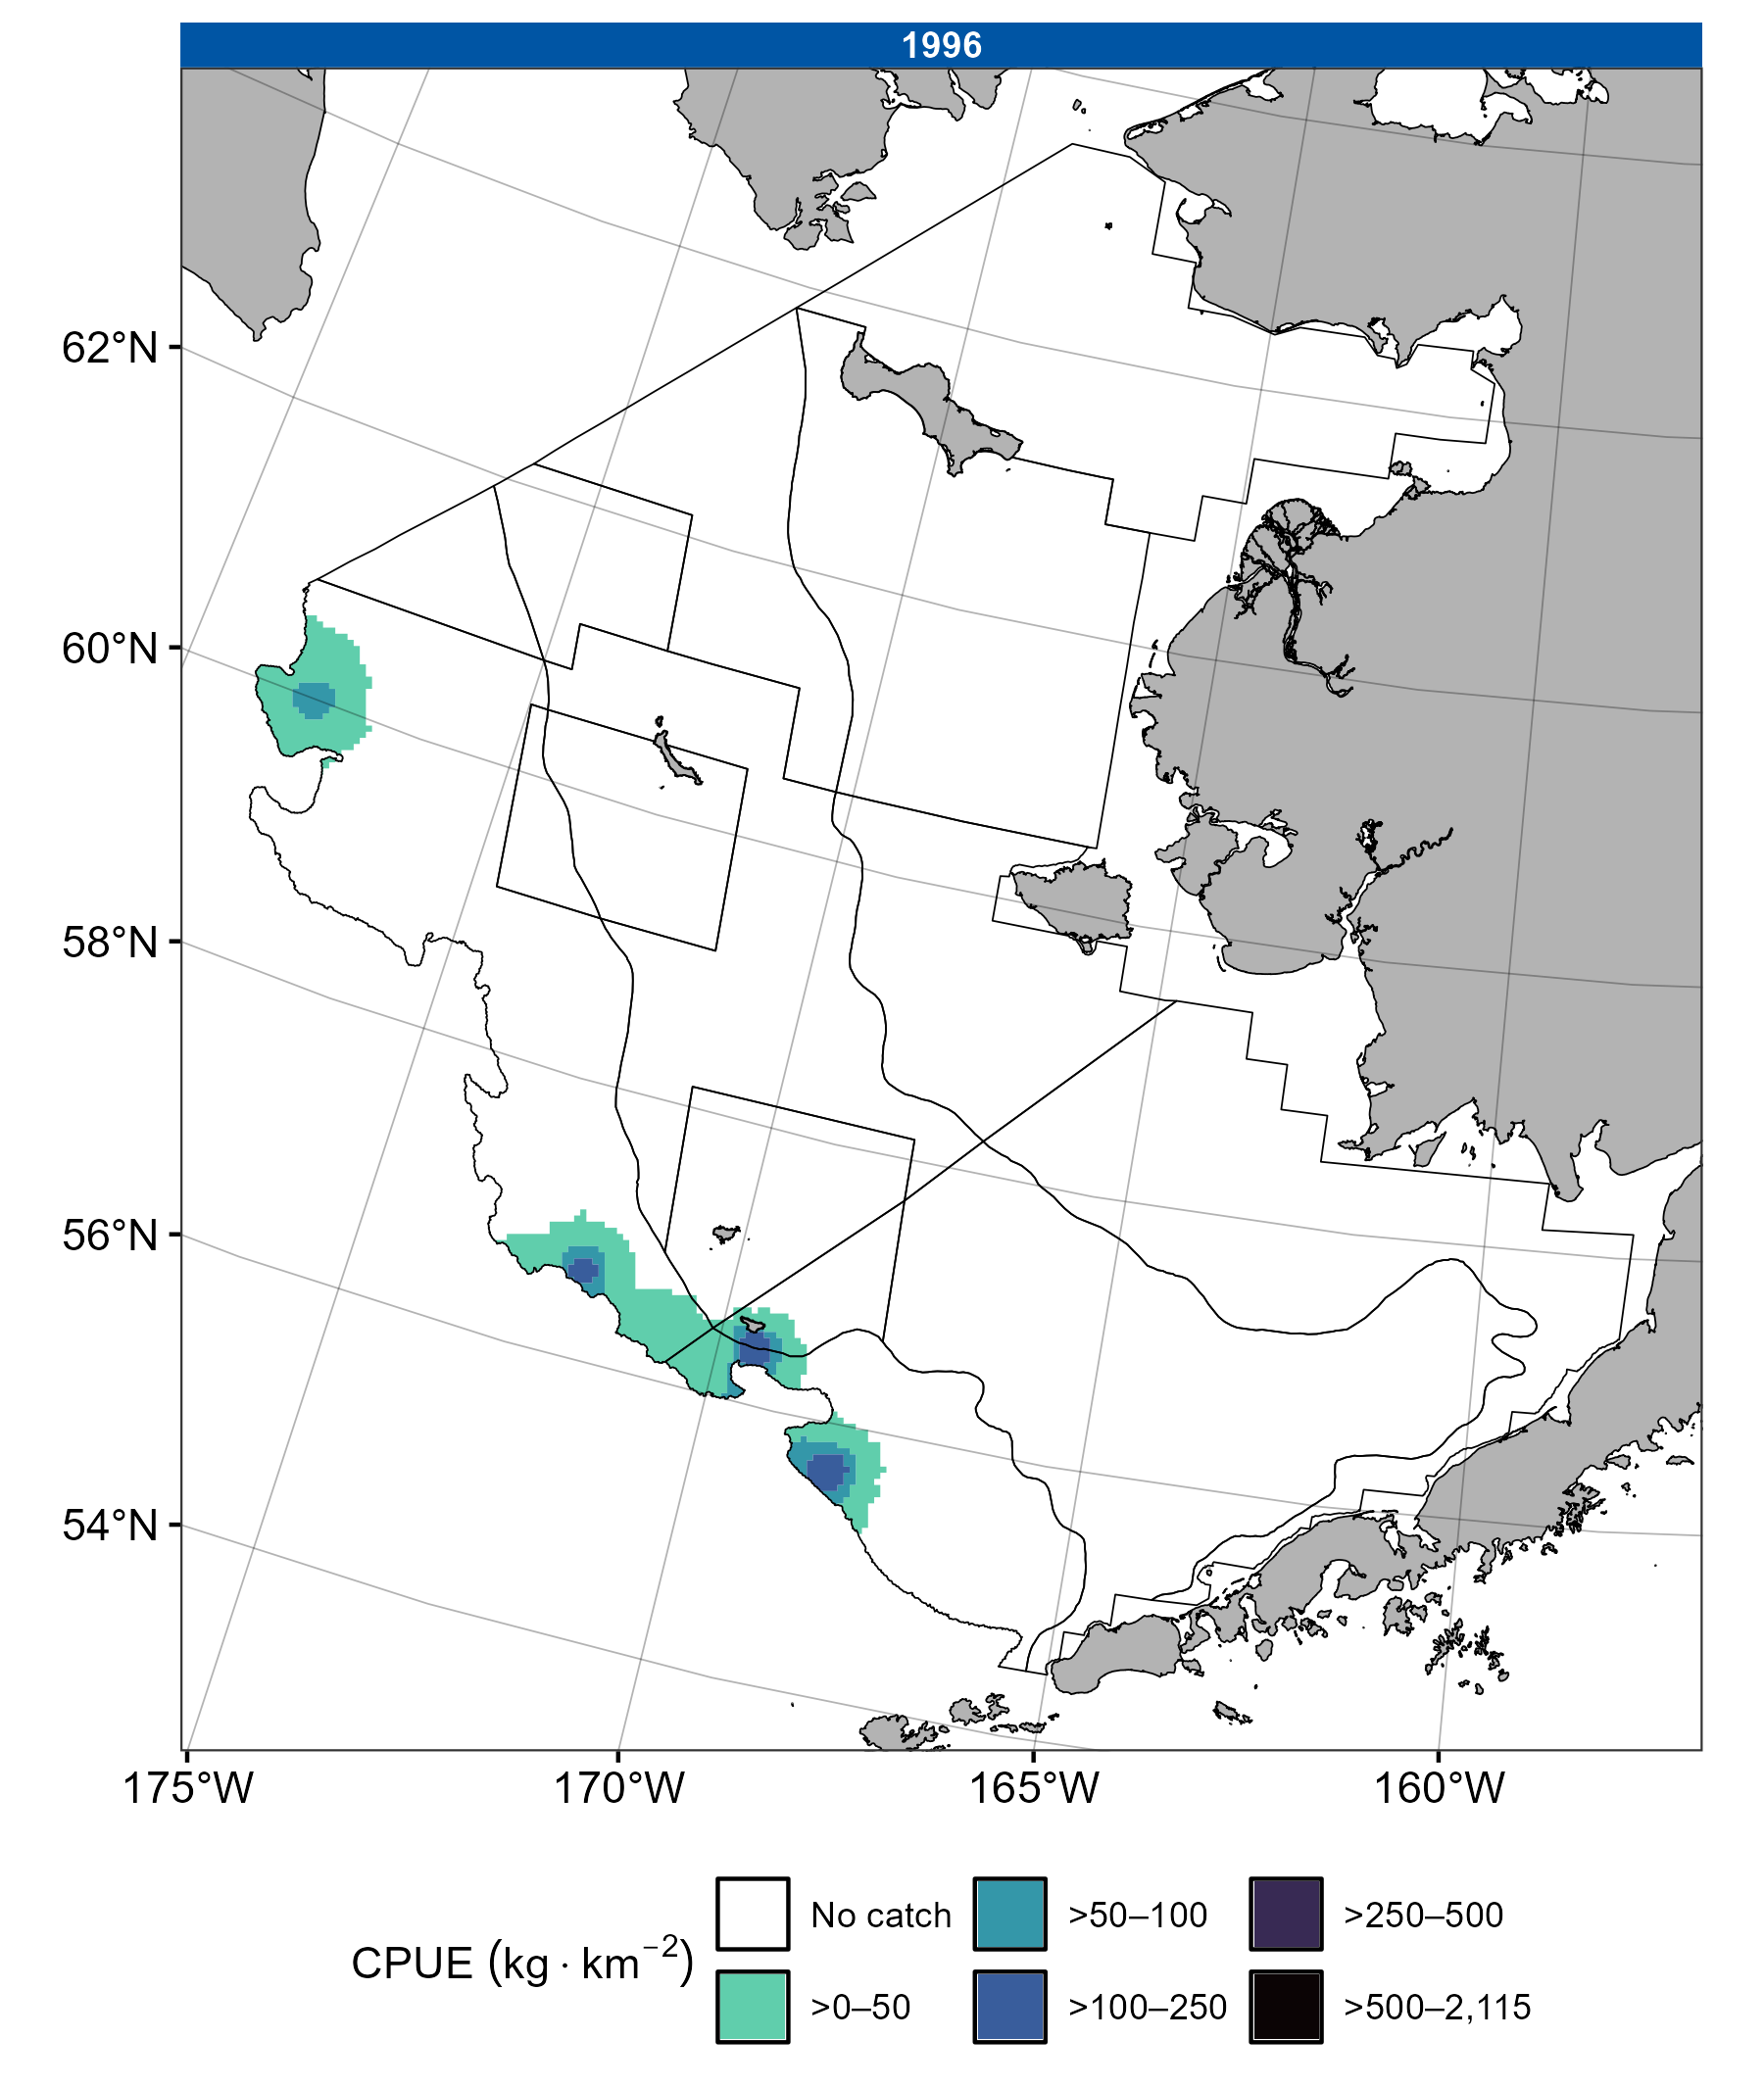 1996
62°N
60°N
58°N
56°N
54°N
175°W 170°W 165°W 160°W
CPUE (kg · km⁻²)
No catch >50–100 >250–500
>0–50 >100–250 >500–2,115